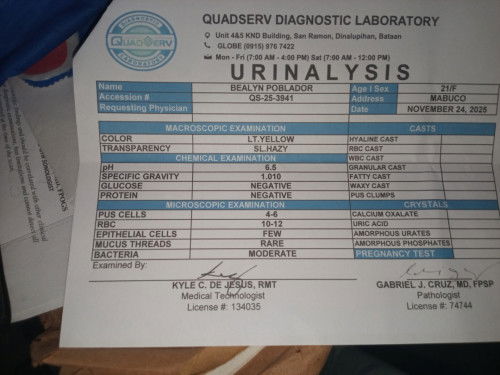 QUADSERV DIAGNOSTIC LABORATORY
DIAGNOSTIC
QUADSERV
LABORATORY
Unit 4&5 KND Building, San Ramon, Dinalupihan, Bataan
GLOBE (0915) 976 7422
Mon - Fri (7:00 AM - 4:00 PM) Sat (7:00 AM - 12:00 PM)
URINALYSIS
Name BEALYN POBLADOR Age / Sex 21/F
Accession # QS-25-3941 Address MABUCO
Requesting Physician Date NOVEMBER 24, 2025
MACROSCOPIC EXAMINATION CASTS
COLOR LT.YELLOW HYALINE CAST
TRANSPARENCY SL.HAZY RBC CAST
CHEMICAL EXAMINATION WBC CAST
pH 6.5 GRANULAR CAST
SPECIFIC GRAVITY 1.010 FATTY CAST
GLUCOSE NEGATIVE WAXY CAST
PROTEIN NEGATIVE PUS CLUMPS
MICROSCOPIC EXAMINATION CRYSTALS
PUS CELLS 4-6 CALCIUM OXALATE
RBC 10-12 URIC ACID
EPITHELIAL CELLS FEW AMORPHOUS URATES
MUCUS THREADS RARE AMORPHOUS PHOSPHATES
BACTERIA MODERATE PREGNANCY TEST
Examined By:
KYLE C. DE JESUS, RMT GABRIEL J. CRUZ, MD, FPSP
Medical Technologist Pathologist
License #: 134035 License #: 74744